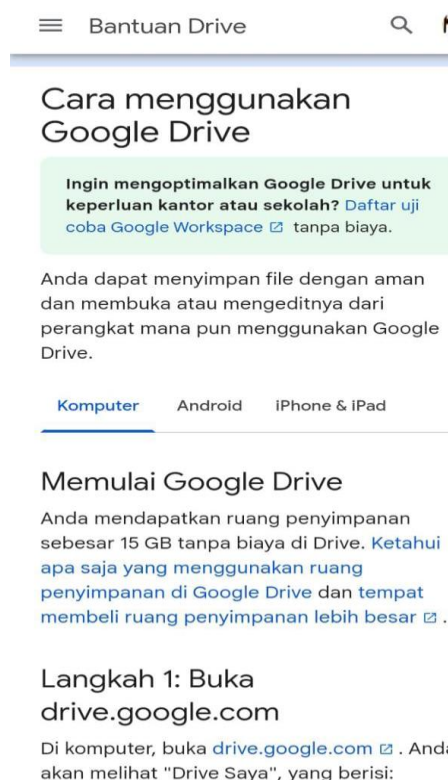 Bantuan Drive
Cara menggunakan
Google Drive
Ingin mengoptimalkan Google Drive untuk
keperluan kantor atau sekolah? Daftar uji
coba Google Workspace tanpa biaya.
Anda dapat menyimpan file dengan aman
dan membuka atau mengeditnya dari
perangkat mana pun menggunakan Google
Drive.
Komputer Android iPhone & iPad
Memulai Google Drive
Anda mendapatkan ruang penyimpanan
sebesar 15 GB tanpa biaya di Drive. Ketahui
apa saja yang menggunakan ruang
penyimpanan di Google Drive dan tempat
membeli ruang penyimpanan lebih besar .
Langkah 1: Buka
drive.google.com
Di komputer, buka drive.google.com . Anda
akan melihat "Drive Saya", yang berisi: